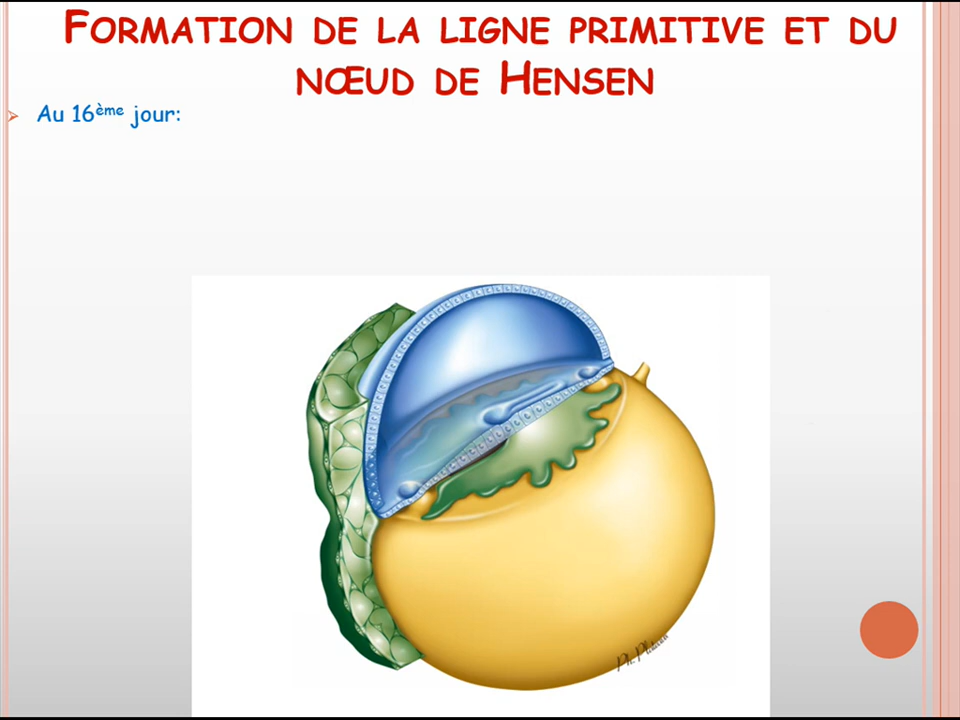 FORMATION DE LA LIGNE PRIMITIVE ET DU
NŒUD DE HENSEN
Au 16ème jour: